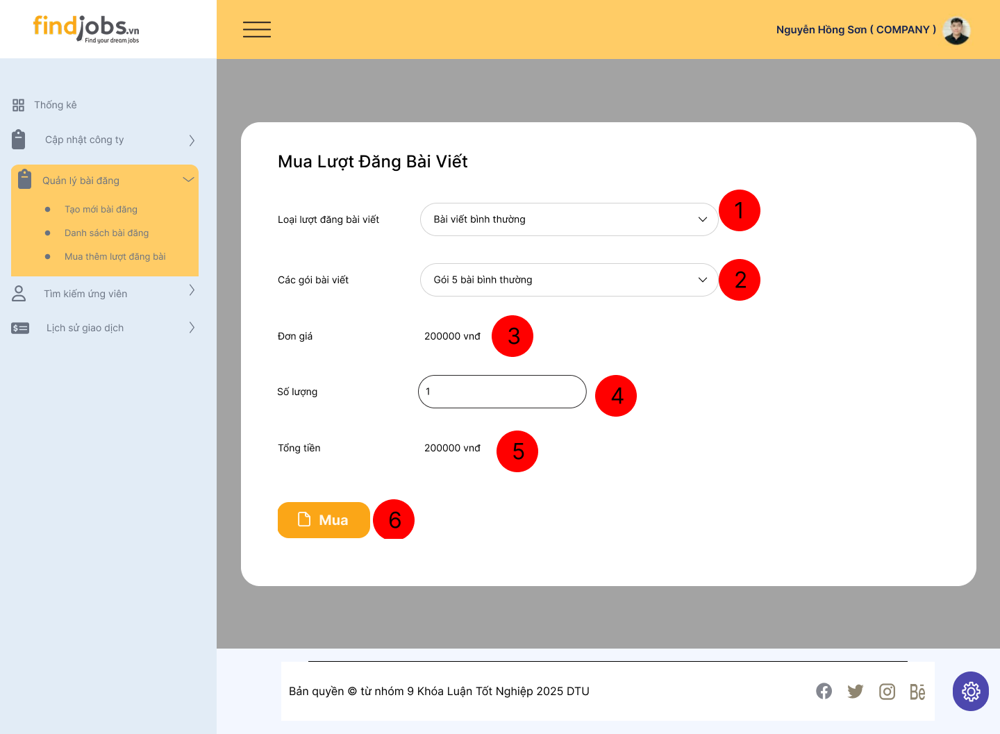 findjobs.vn
Find your dream jobs
Nguyễn Hồng Sơn ( COMPANY )
Thống kê
Cập nhật công ty
Quản lý bài đăng
Tạo mới bài đăng
Danh sách bài đăng
Mua thêm lượt đăng bài
Tìm kiếm ứng viên
Lịch sử giao dịch
Mua Lượt Đăng Bài Viết
Loại lượt đăng bài viết
Bài viết bình thường
1
Các gói bài viết
Gói 5 bài bình thường
2
Đơn giá
200000 vnđ
3
Số lượng
1
4
Tổng tiền
200000 vnđ
5
Mua
6
Bản quyền © từ nhóm 9 Khóa Luận Tốt Nghiệp 2025 DTU